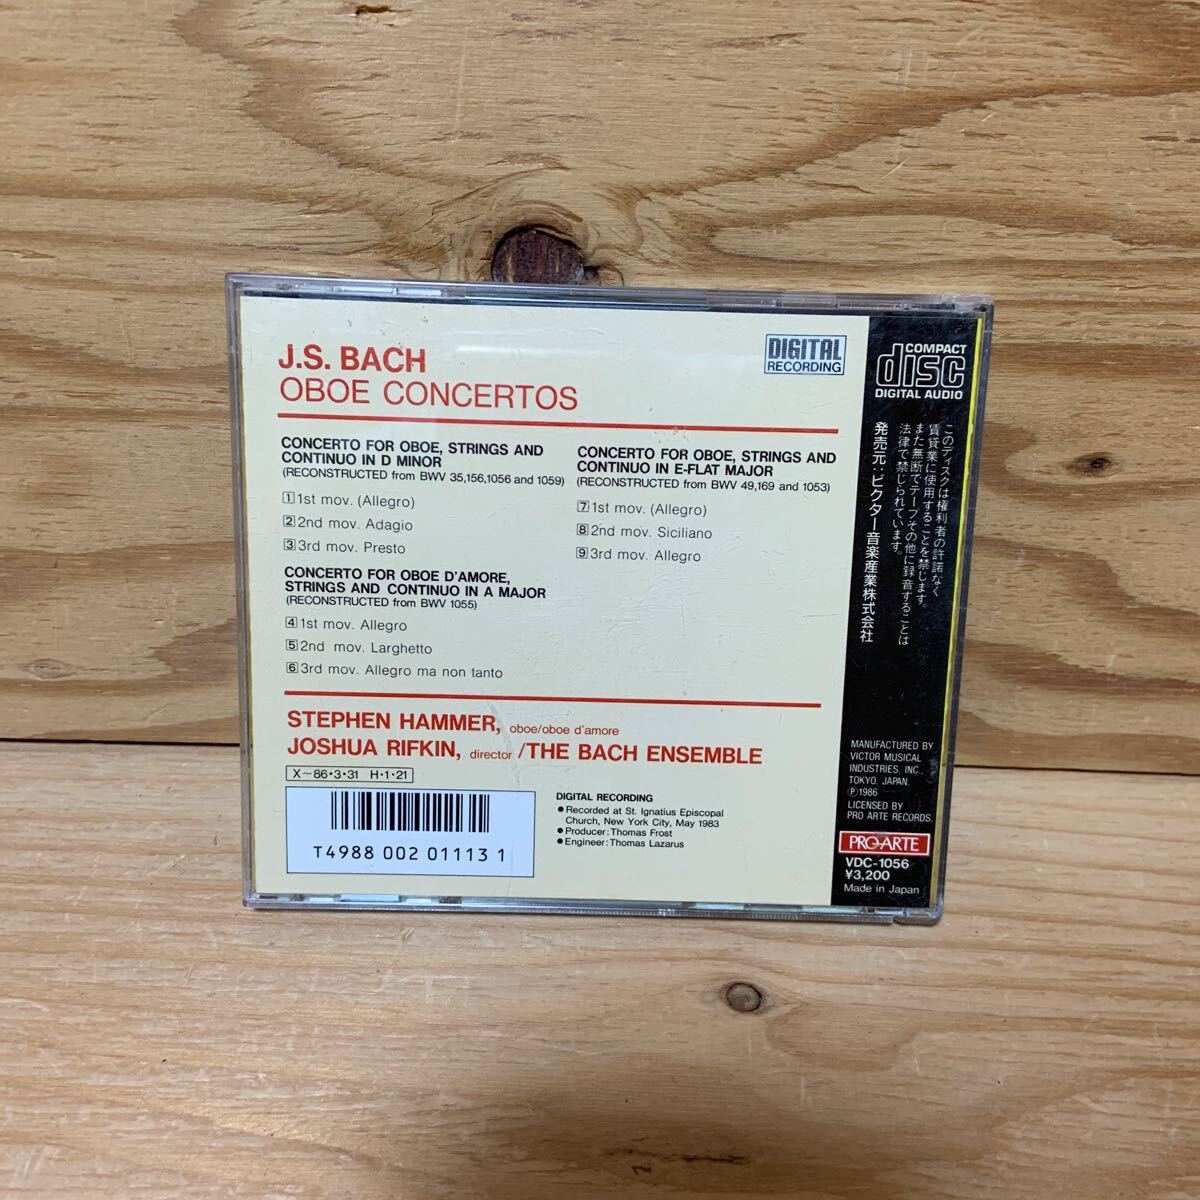 J.S. BACH
OBOE CONCERTOS
DIGITAL
RECORDING
CONCERTO FOR OBOE, STRINGS AND
CONTINUO IN D MINOR
(RECONSTRUCTED from BWV 35,156,1056 and 1059)
1 1st mov. (Allegro)
2 2nd mov. Adagio
3 3rd mov. Presto
CONCERTO FOR OBOE D'AMORE,
STRINGS AND CONTINUO IN A MAJOR
(RECONSTRUCTED from BWV 1055)
4 1st mov. Allegro
5 2nd mov. Larghetto
6 3rd mov. Allegro ma non tanto
CONCERTO FOR OBOE, STRINGS AND
CONTINUO IN E-FLAT MAJOR
(RECONSTRUCTED from BWV 49,169 and 1053)
7 1st mov. (Allegro)
8 2nd mov. Siciliano
9 3rd mov. Allegro
STEPHEN HAMMER, oboe/oboe d'amore
JOSHUA RIFKIN, director /THE BACH ENSEMBLE
X−86・3・31 H・1・21
T4988 002 01113 1
DIGITAL RECORDING
●Recorded at St. Ignatius Episcopal
Church, New York City, May 1983
●Producer: Thomas Frost
●Engineer: Thomas Lazarus
COMPACT
disc
DIGITAL AUDIO
このディスクは権利者の許諾なく
賃貸業に使用することを禁じます。
また無断でテープその他に録音することは
法律で禁じられています。
発売元:ビクター音楽産業株式会社
MANUFACTURED BY
VICTOR MUSICAL
INDUSTRIES, INC.,
TOKYO, JAPAN.
Ⓟ1986
LICENSED BY
PRO ARTE RECORDS.
PRO ARTE
VDC-1056
¥3,200
Made in Japan